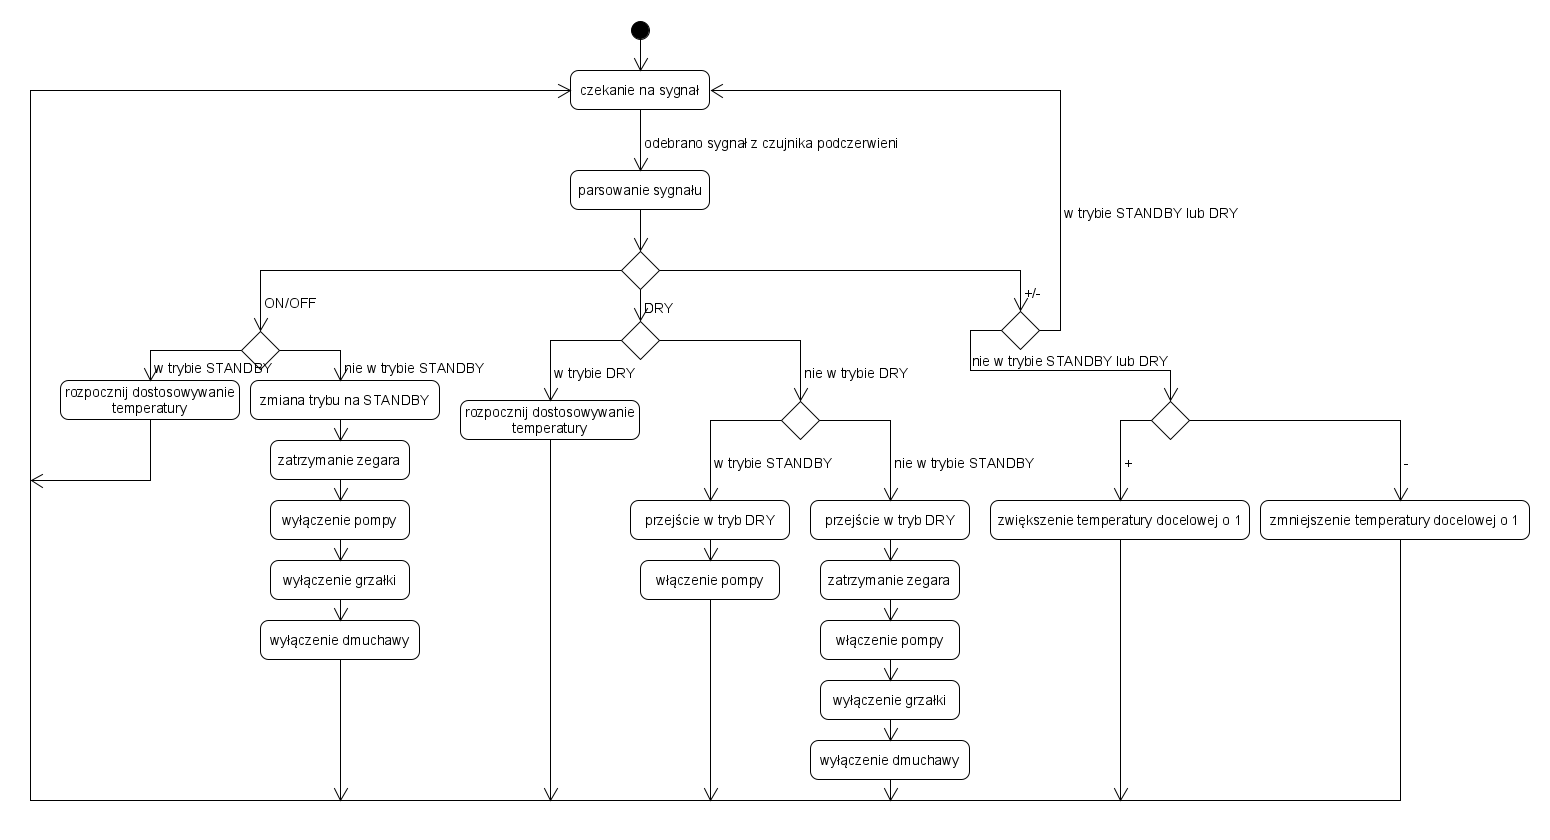 czekanie na sygnał
odebrano sygnał z czujnika podczerwieni
parsowanie sygnału
w trybie STANDBY lub DRY
+/-
ON/OFF
DRY
w trybie STANDBY
nie w trybie STANDBY
nie w trybie STANDBY lub DRY
w trybie DRY
nie w trybie DRY
rozpocznij dostosowywanie
temperatury
zmiana trybu na STANDBY
rozpocznij dostosowywanie
temperatury
zatrzymanie zegara
w trybie STANDBY
nie w trybie STANDBY
+
-
wyłączenie pompy
przejście w tryb DRY
przejście w tryb DRY
zwiększenie temperatury docelowej o 1
zmniejszenie temperatury docelowej o 1
wyłączenie grzałki
włączenie pompy
zatrzymanie zegara
wyłączenie dmuchawy
włączenie pompy
wyłączenie grzałki
wyłączenie dmuchawy